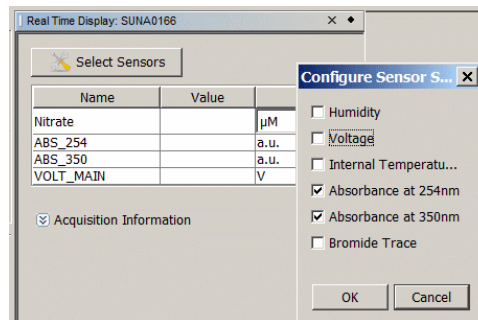 Real Time Display: SUNA0166
Select Sensors
Name Value
Nitrate µM
ABS_254 a.u.
ABS_350 a.u.
VOLT_MAIN V
Acquisition Information
Configure Sensor S...
Humidity
Voltage
Internal Temperatu...
Absorbance at 254nm
Absorbance at 350nm
Bromide Trace
OK Cancel